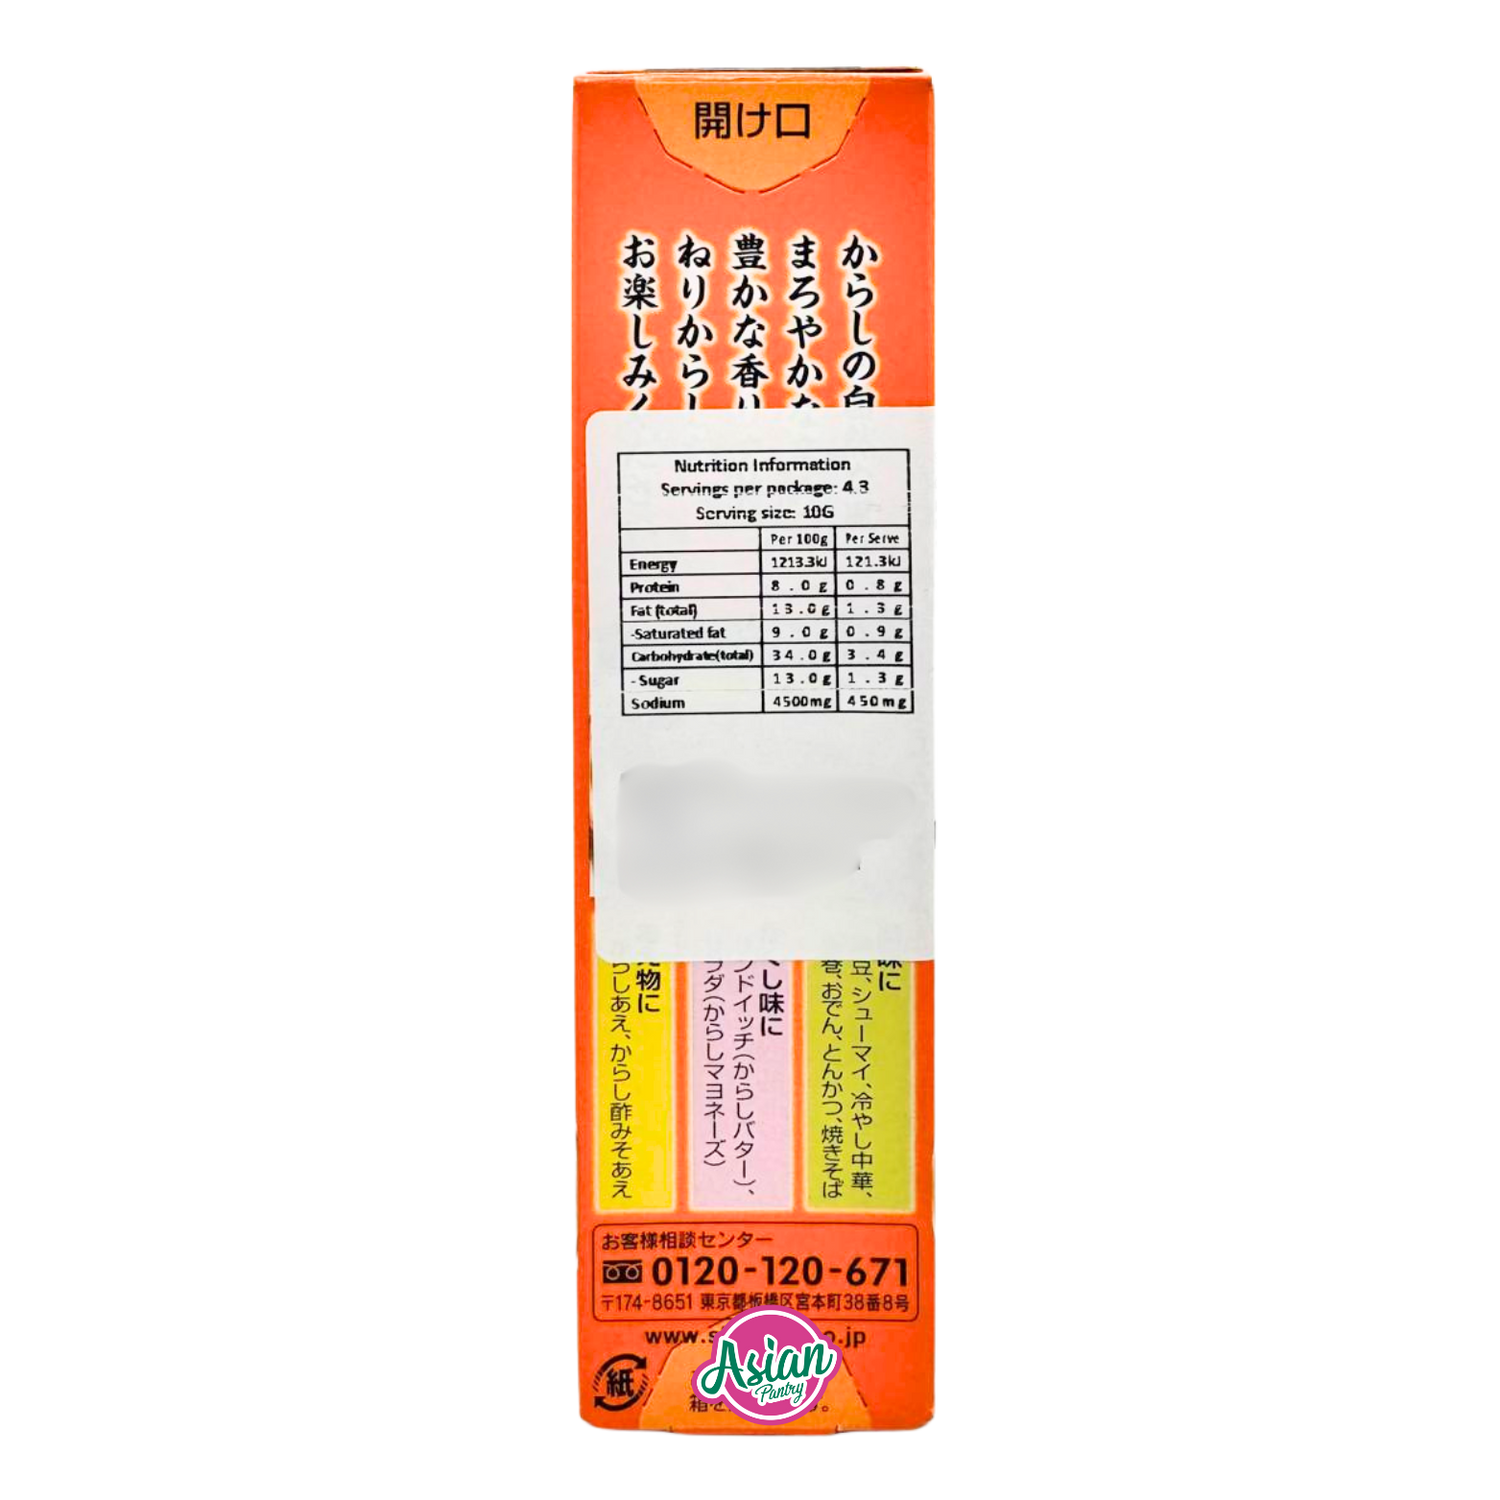 開け口
からしの
まろやかな
豊かな香り
ねりからし
お楽しみく
Nutrition Information
Servings per package: 4.3
Serving size: 10G
Per 100g Per Serve
Energy 1213.3kJ 121.3kJ
Protein 8.0g 0.8g
Fat (total) 13.0g 1.3g
-Saturated fat 9.0g 0.9g
Carbohydrate(total) 34.0g 3.4g
- Sugar 13.0g 1.3g
Sodium 4500mg 450mg
味に
豆、シューマイ、冷やし中華、
巻、おでん、とんかつ、焼きそば
くし味に
ンドイッチ(からしバター)、
ラダ(からしマヨネーズ)
え物に
らしあえ、からし酢みそあえ
お客様相談センター
0120-120-671
〒174-8651 東京都板橋区宮本町38番8号
www.s o.jp
紙
Asian
Pantry